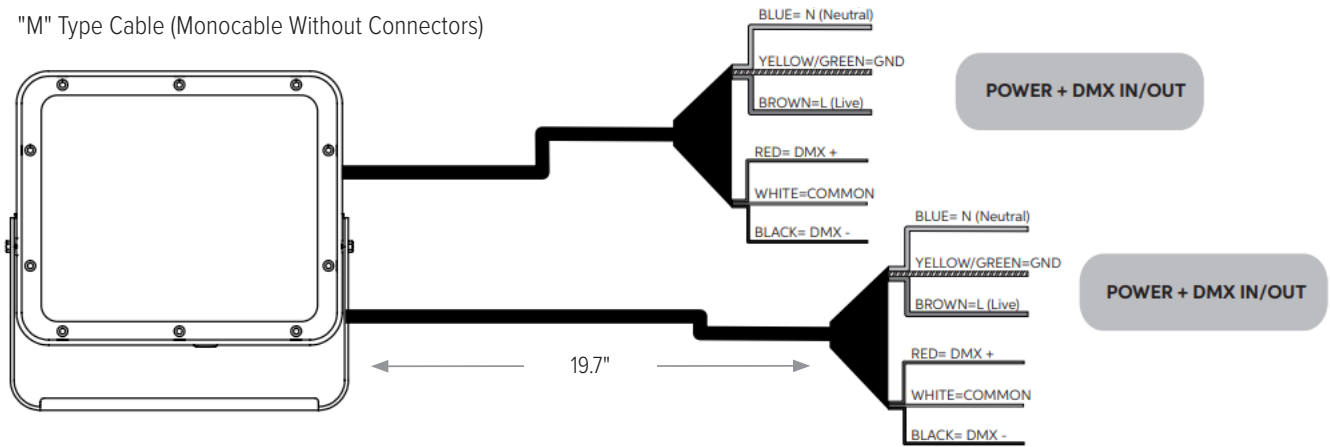 "M" Type Cable (Monocable Without Connectors)
BLUE= N (Neutral)
YELLOW/GREEN=GND
BROWN=L (Live)
RED= DMX +
WHITE=COMMON
BLACK= DMX -
POWER + DMX IN/OUT
BLUE= N (Neutral)
YELLOW/GREEN=GND
BROWN=L (Live)
RED= DMX +
WHITE=COMMON
BLACK= DMX -
POWER + DMX IN/OUT
19.7"